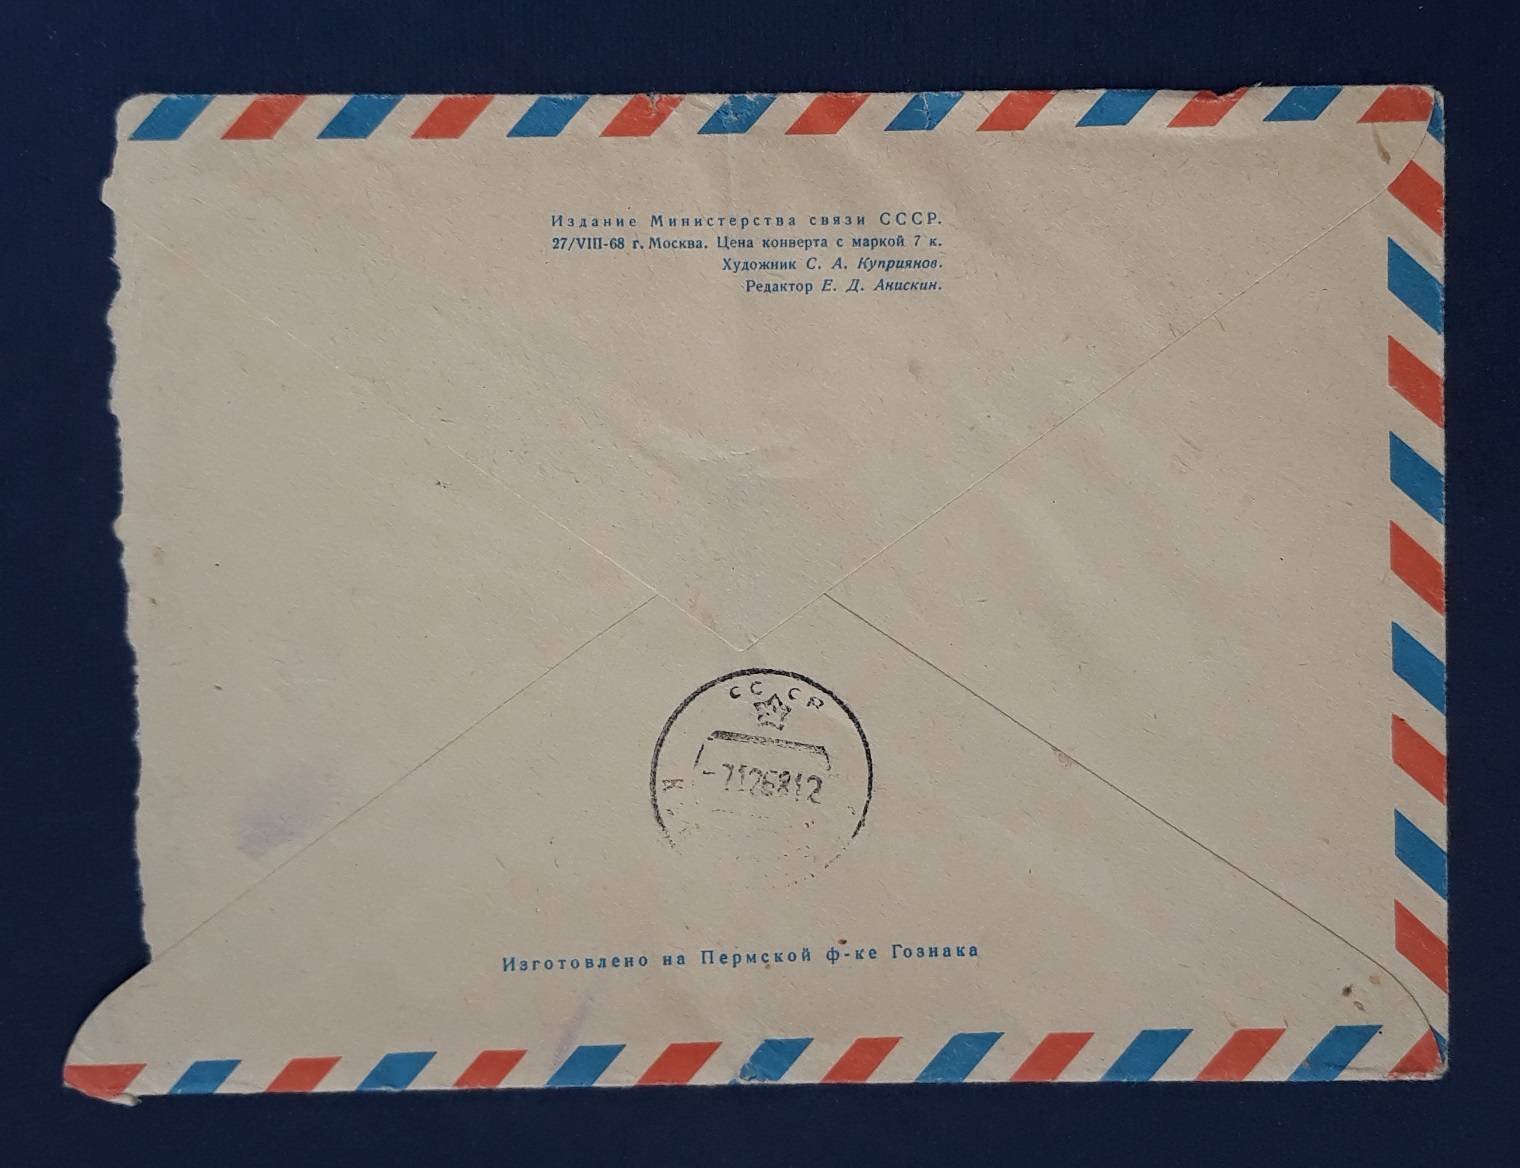 Издание Министерства связи СССР.
27/VIII-68 г. Москва. Цена конверта с маркой 7 к.
Художник С. А. Куприянов.
Редактор Е. Д. Анискин.
СССР
-7126812
Изготовлено на Пермской ф-ке Гознака